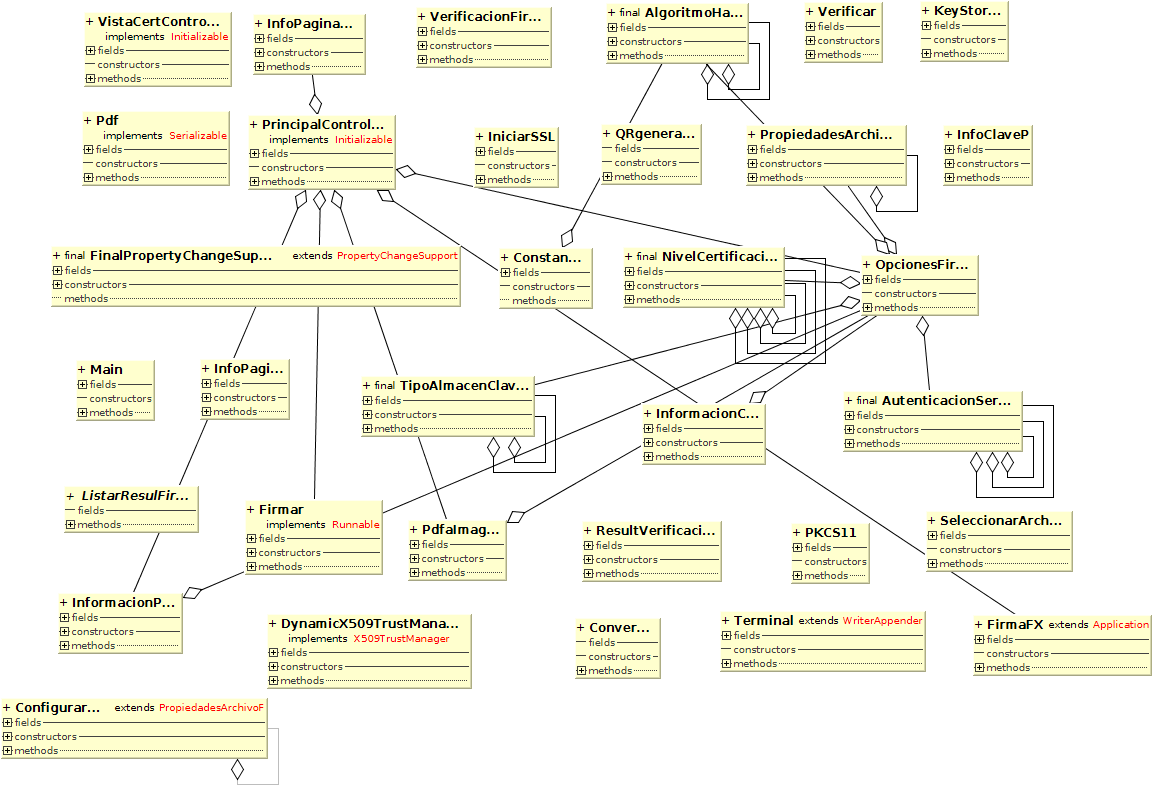 + VistaCertContro...
implements Initializable
fields
constructors
methods
+ InfoPagina...
fields
constructors
methods
+ VerificacionFir...
fields
constructors
methods
+ final AlgoritmoHa...
fields
constructors
methods
+ Verificar
fields
constructors
methods
+ KeyStor...
fields
constructors
methods
+ Pdf
implements Serializable
fields
constructors
methods
+ PrincipalControl...
implements Initializable
fields
constructors
methods
+ IniciarSSL
fields
constructors
methods
+ QRgenera...
fields
constructors
methods
+ PropiedadesArchi...
fields
constructors
methods
+ InfoClaveP
fields
constructors
methods
+ final FinalPropertyChangeSup... extends PropertyChangeSupport
fields
constructors
methods
+ Constan...
fields
constructors
methods
+ final NivelCertificaci...
fields
constructors
methods
+ OpcionesFir...
fields
constructors
methods
+ Main
fields
constructors
methods
+ InfoPagi...
fields
constructors
methods
+ final TipoAlmacenClav...
fields
constructors
methods
+ InformacionC...
fields
constructors
methods
+ final AutenticacionSer...
fields
constructors
methods
+ ListarResulFir...
fields
methods
+ Firmar
implements Runnable
fields
constructors
methods
+ PdfaImag...
fields
constructors
methods
+ ResultVerificaci...
fields
constructors
methods
+ PKCS11
fields
constructors
methods
+ SeleccionarArch...
fields
constructors
methods
+ InformacionP...
fields
constructors
methods
+ DynamicX509TrustMana...
implements X509TrustManager
fields
constructors
methods
+ Conver...
fields
constructors
methods
+ Terminal extends WriterAppender
fields
constructors
methods
+ FirmaFX extends Application
fields
constructors
methods
+ Configurar... extends PropiedadesArchivoF
fields
constructors
methods